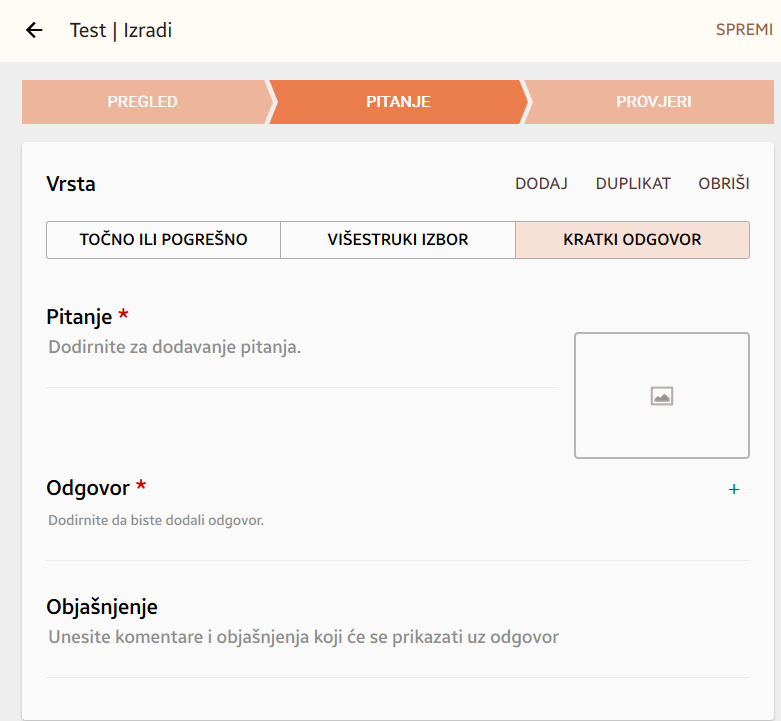 Test | Izradi
SPREMI
PREGLED
PITANJE
PROVJERI
Vrsta
DODAJ
DUPLIKAT
OBRIŠI
TOČNO ILI POGREŠNO
VIŠESTRUKI IZBOR
KRATKI ODGOVOR
Pitanje *
Dodirnite za dodavanje pitanja.
Odgovor *
+
Dodirnite da biste dodali odgovor.
Objašnjenje
Unesite komentare i objašnjenja koji će se prikazati uz odgovor